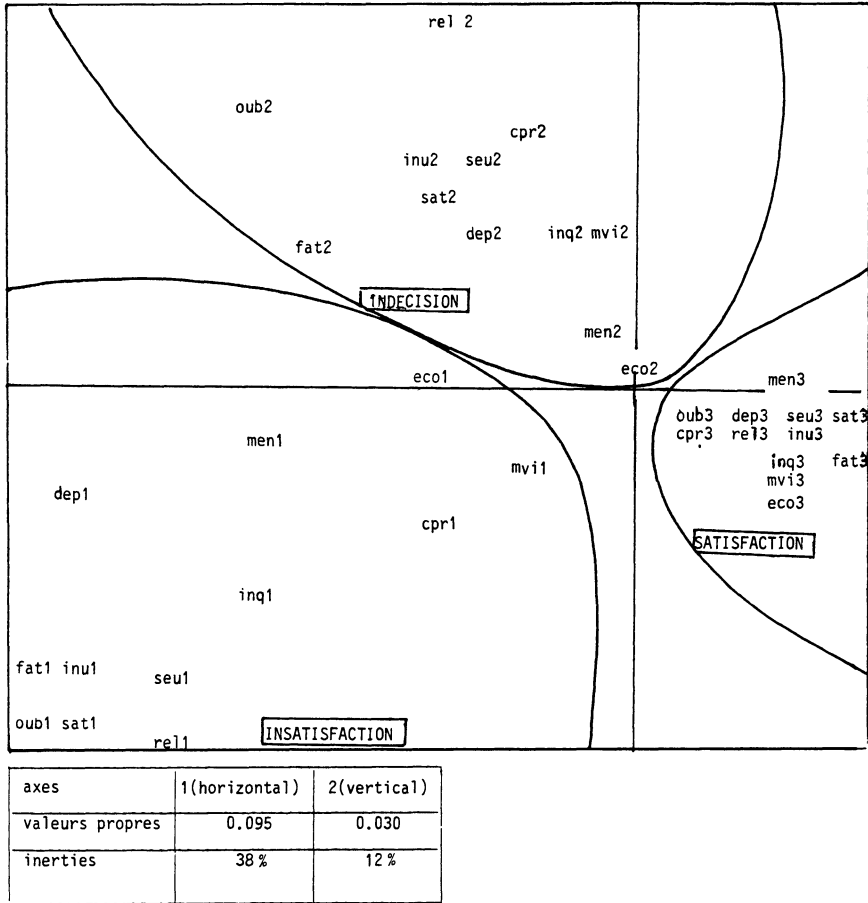 rel 2
oub2
cpr2
inu2 seu2
sat2
dep2 inq2 mvi2
fat2
INDECISION
men2
eco2
eco1
men3
oub3 dep3 seu3 sat3
cpr3 rel3 inu3
men1
inq3 fat3
mvi1
mvi3
dep1
eco3
cpr1
SATISFACTION
inq1
fat1 inu1
seu1
oub1 sat1
INSATISFACTION
rel1
axes 1(horizontal) 2(vertical)
valeurs propres 0.095 0.030
inerties 38 % 12 %